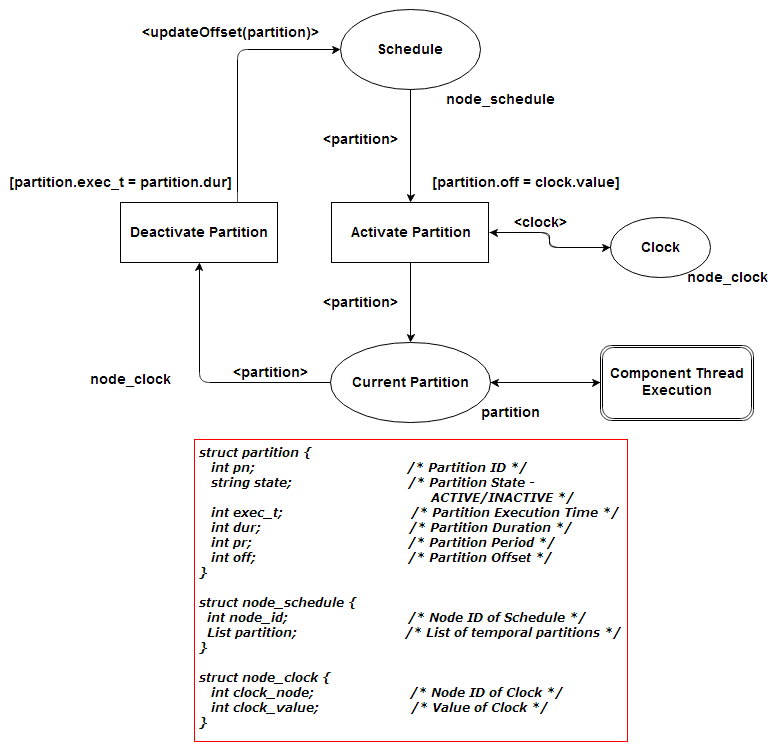 <updateOffset(partition)>
Schedule
node_schedule
<partition>
[partition.exec_t = partition.dur]
[partition.off = clock.value]
Deactivate Partition
Activate Partition
<clock>
Clock
node_clock
<partition>
Component Thread
Execution
<partition>
node_clock
Current Partition
partition
struct partition {
int pn; /* Partition ID */
string state; /* Partition State -
ACTIVE/INACTIVE */
int exec_t; /* Partition Execution Time */
int dur; /* Partition Duration */
int pr; /* Partition Period */
int off; /* Partition Offset */
}
struct node_schedule {
int node_id; /* Node ID of Schedule */
List partition; /* List of temporal partitions */
}
struct node_clock {
int clock_node; /* Node ID of Clock */
int clock_value; /* Value of Clock */
}